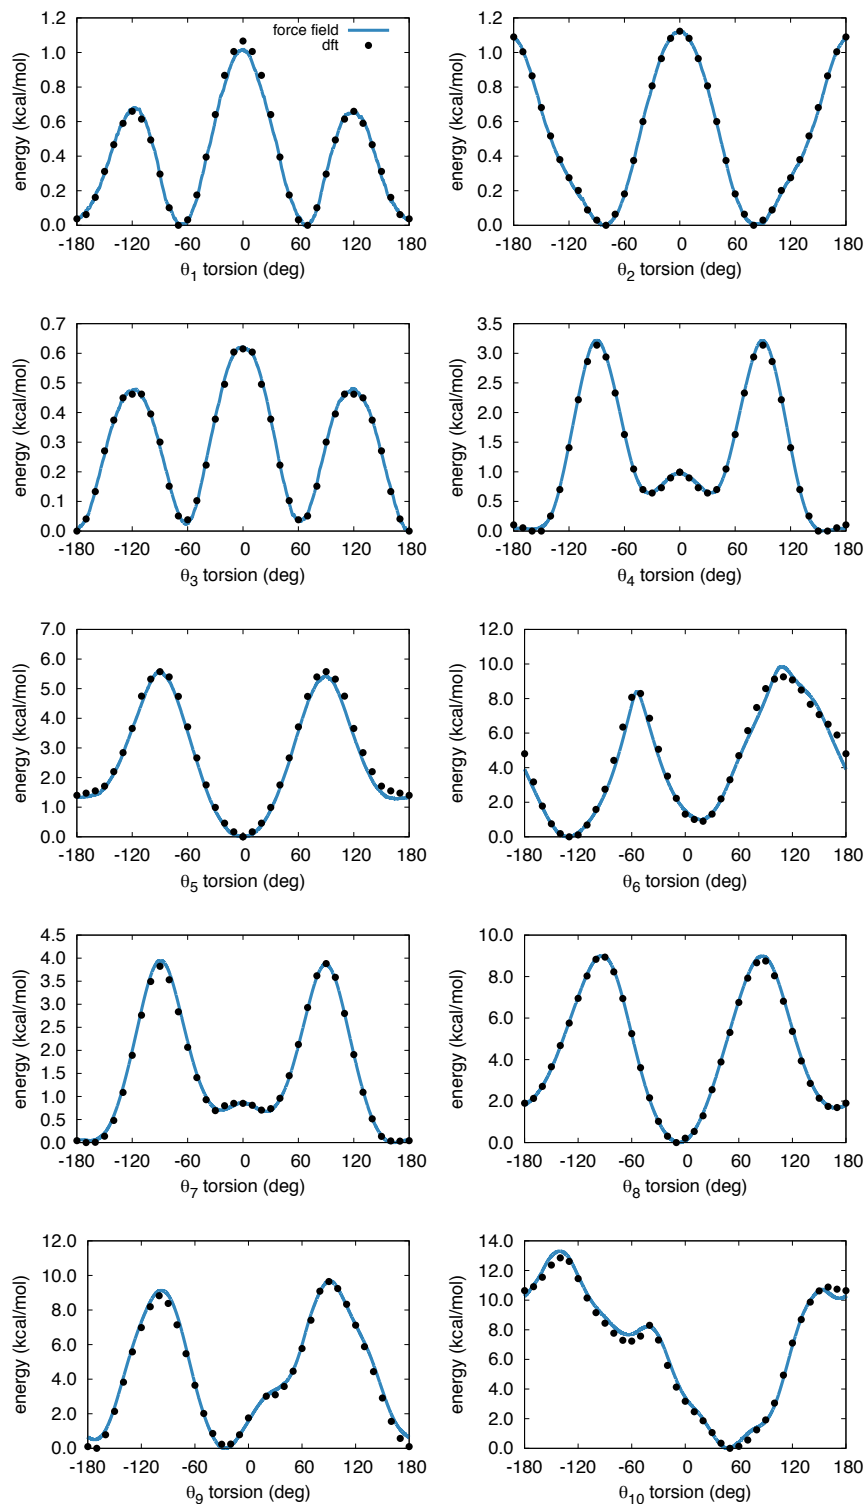 force field
dft
energy (kcal/mol)
1.2
1.0
0.8
0.6
0.4
0.2
0.0
-180 -120 -60 0 60 120 180
θ1 torsion (deg)
energy (kcal/mol)
1.2
1.0
0.8
0.6
0.4
0.2
0.0
-180 -120 -60 0 60 120 180
θ2 torsion (deg)
energy (kcal/mol)
0.7
0.6
0.5
0.4
0.3
0.2
0.1
0.0
-180 -120 -60 0 60 120 180
θ3 torsion (deg)
energy (kcal/mol)
3.5
3.0
2.5
2.0
1.5
1.0
0.5
0.0
-180 -120 -60 0 60 120 180
θ4 torsion (deg)
energy (kcal/mol)
7.0
6.0
5.0
4.0
3.0
2.0
1.0
0.0
-180 -120 -60 0 60 120 180
θ5 torsion (deg)
energy (kcal/mol)
12.0
10.0
8.0
6.0
4.0
2.0
0.0
-180 -120 -60 0 60 120 180
θ6 torsion (deg)
energy (kcal/mol)
4.5
4.0
3.5
3.0
2.5
2.0
1.5
1.0
0.5
0.0
-180 -120 -60 0 60 120 180
θ7 torsion (deg)
energy (kcal/mol)
10.0
8.0
6.0
4.0
2.0
0.0
-180 -120 -60 0 60 120 180
θ8 torsion (deg)
energy (kcal/mol)
12.0
10.0
8.0
6.0
4.0
2.0
0.0
-180 -120 -60 0 60 120 180
θ9 torsion (deg)
energy (kcal/mol)
14.0
12.0
10.0
8.0
6.0
4.0
2.0
0.0
-180 -120 -60 0 60 120 180
θ10 torsion (deg)